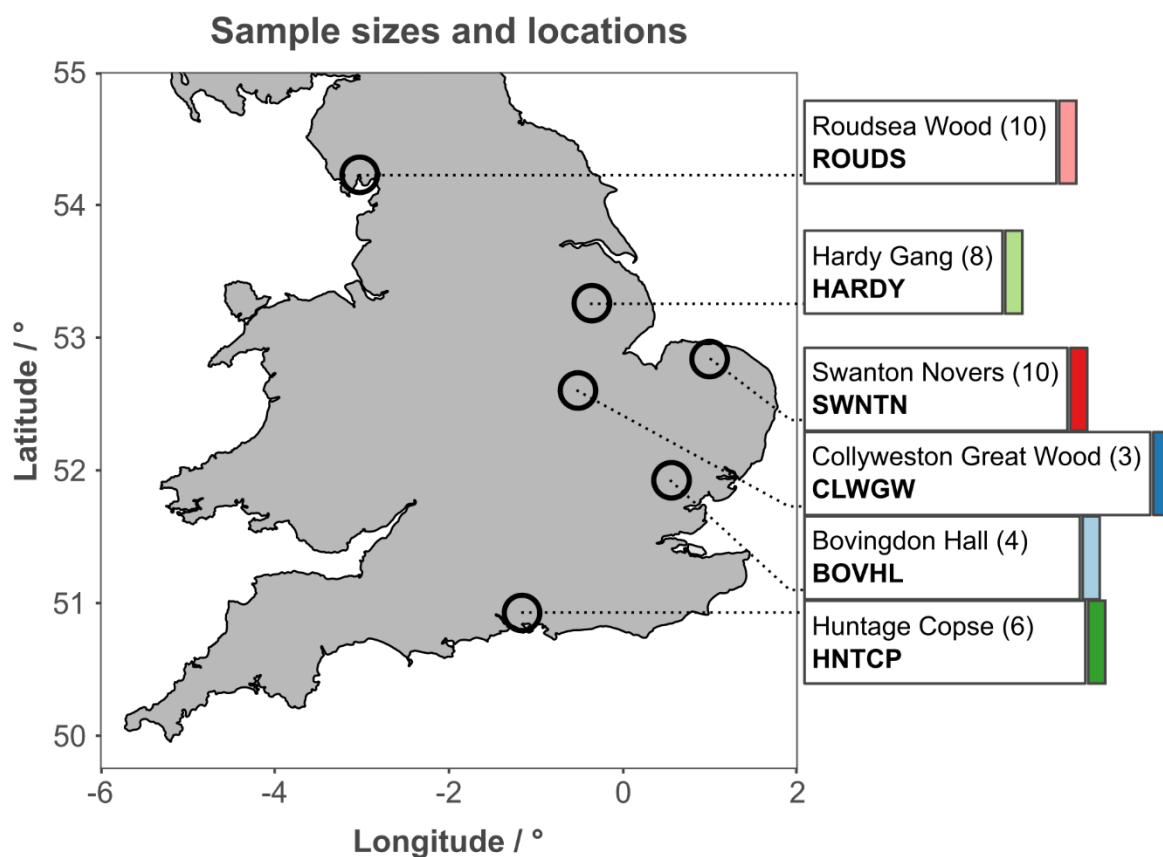 Sample sizes and locations
55
54
53
52
51
50
Latitude / °
-6
-4
-2
0
2
Longitude / °
Roudsea Wood (10)
ROUDS
Hardy Gang (8)
HARDY
Swanton Novers (10)
SWNTN
Collyweston Great Wood (3)
CLWGW
Bovingdon Hall (4)
BOVHL
Huntage Copse (6)
HNTCP